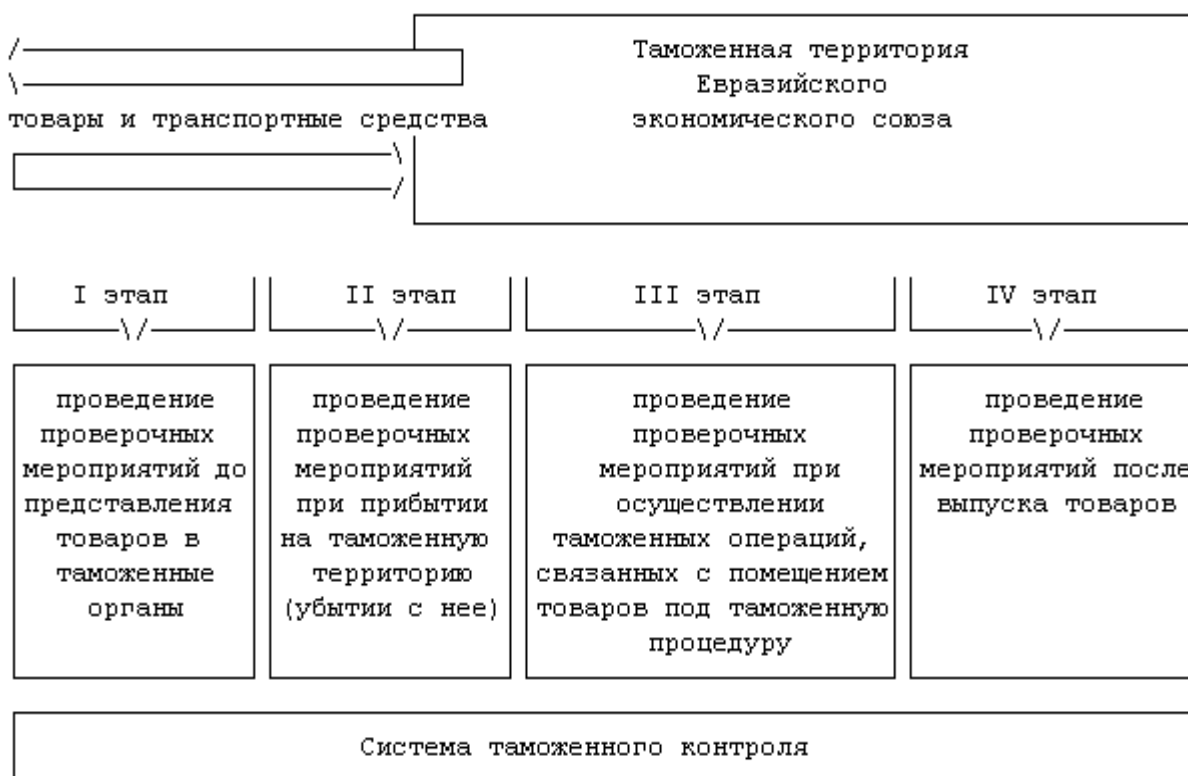 Таможенная территория
Евразийского
экономического союза
товары и транспортные средства
I этап
II этап
III этап
IV этап
проведение
проверочных
мероприятий до
представления
товаров в
таможенные
органы
проведение
проверочных
мероприятий
при прибытии
на таможенную
территорию
(убытии с нее)
проведение
проверочных
мероприятий при
осуществлении
таможенных операций,
связанных с помещением
товаров под таможенную
процедуру
проведение
проверочных
мероприятий после
выпуска товаров
Система таможенного контроля